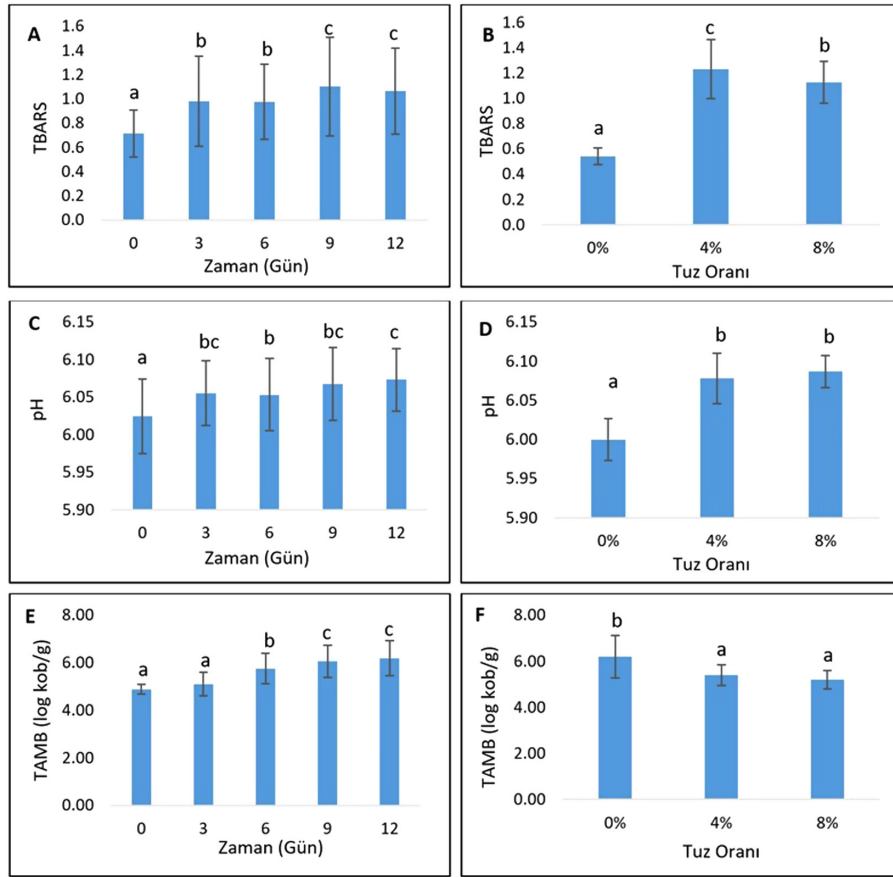 A
TBARS
1.6
1.4
1.2
1.0
0.8
0.6
0.4
0.2
0.0
a b b c c
0 3 6 9 12
Zaman (Gün)
B
TBARS
1.6
1.4
1.2
1.0
0.8
0.6
0.4
0.2
0.0
a c b
0% 4% 8%
Tuz Oranı
C
pH
6.15
6.10
6.05
6.00
5.95
5.90
a bc b bc c
0 3 6 9 12
Zaman (Gün)
D
pH
6.15
6.10
6.05
6.00
5.95
5.90
a b b
0% 4% 8%
Tuz Oranı
E
TAMB (log kob/g)
8.00
6.00
4.00
2.00
0.00
a a b c c
0 3 6 9 12
Zaman (Gün)
F
TAMB (log kob/g)
8.00
6.00
4.00
2.00
0.00
b a a
0% 4% 8%
Tuz Oranı